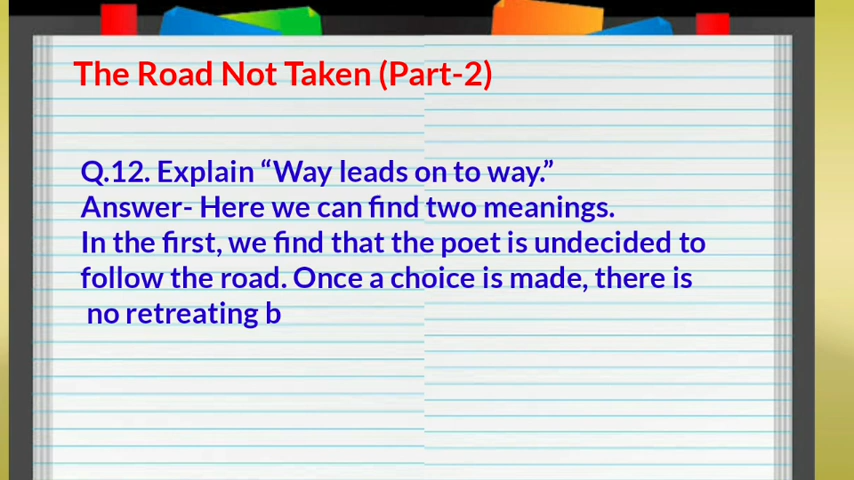 The Road Not Taken (Part-2)
Q.12. Explain “Way leads on to way.”
Answer- Here we can find two meanings.
In the first, we find that the poet is undecided to
follow the road. Once a choice is made, there is
no retreating b